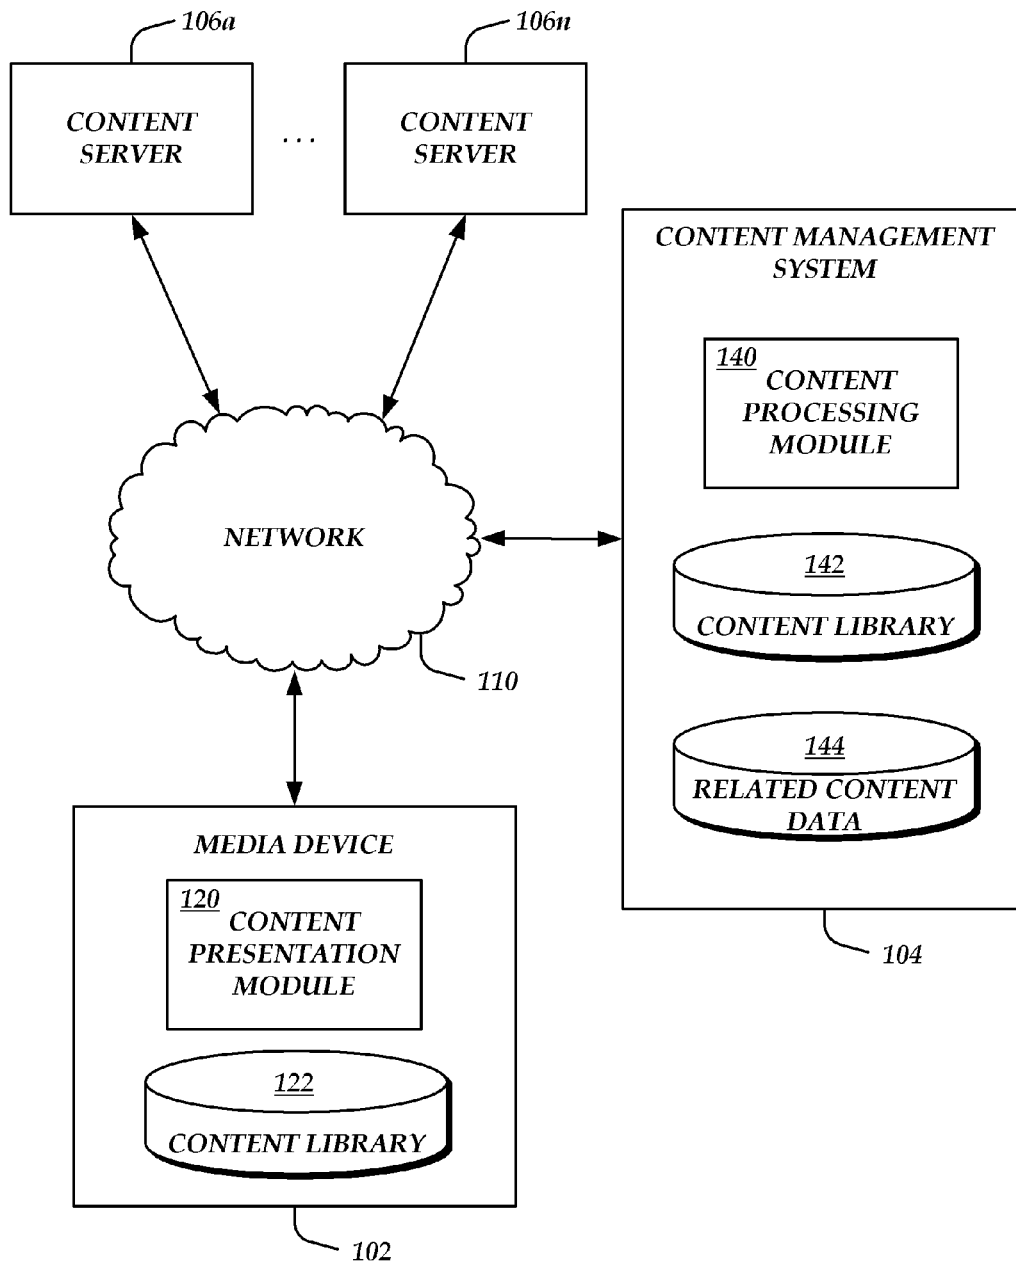 106a
106n
CONTENT
SERVER
...
CONTENT
SERVER
CONTENT MANAGEMENT
SYSTEM
140
CONTENT
PROCESSING
MODULE
NETWORK
142
CONTENT LIBRARY
110
144
RELATED CONTENT
DATA
MEDIA DEVICE
120
CONTENT
PRESENTATION
MODULE
104
122
CONTENT LIBRARY
102